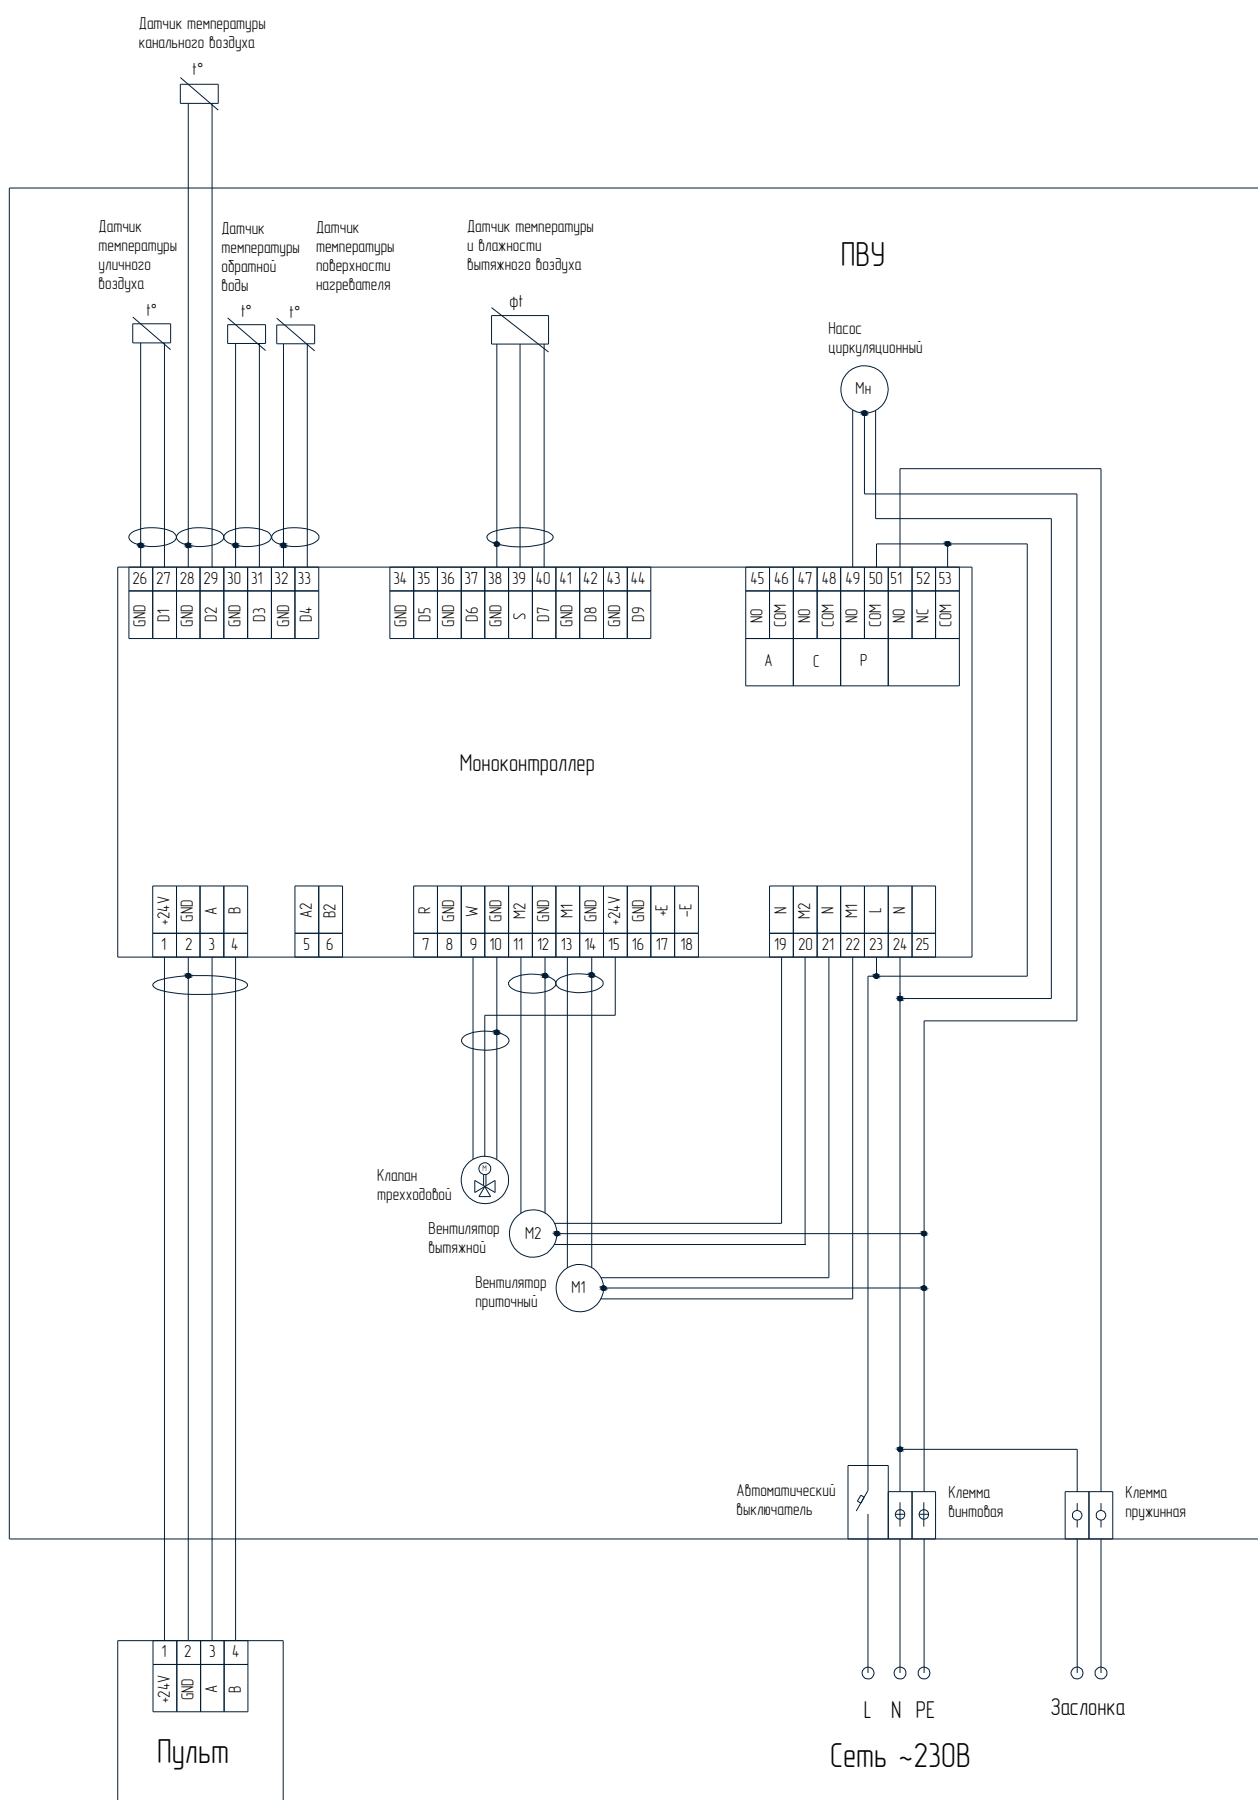 Датчик температуры
канального воздуха
t°
Датчик
температуры
уличного
воздуха
t°
Датчик
температуры
обратной
воды
t°
Датчик
температуры
поверхности
нагревателя
t°
Датчик температуры
и влажности
вытяжного воздуха
φt
ПВУ
Насос
циркуляционный
Мн
26 27 28 29 30 31 32 33
GND D1 GND D2 GND D3 GND D4
34 35 36 37 38 39 40 41 42 43 44
GND D5 GND D6 GND S D7 GND D8 GND D9
45 46 47 48 49 50 51 52 53
NO COM NO COM NO COM NO NC COM
A C P
Моноконтроллер
+24V GND A B
1 2 3 4
A2 B2
5 6
R GND W GND M2 GND M1 GND +24V GND +E -E
7 8 9 10 11 12 13 14 15 16 17 18
N M2 N M1 L N
19 20 21 22 23 24 25
Клапан
трехходовой
M
Вентилятор
вытяжной
M2
Вентилятор
приточный
M1
Автоматический
выключатель
Клемма
винтовая
Клемма
пружинная
1 2 3 4
+24V GND A B
Пульт
L N PE
Сеть ~230В
Заслонка